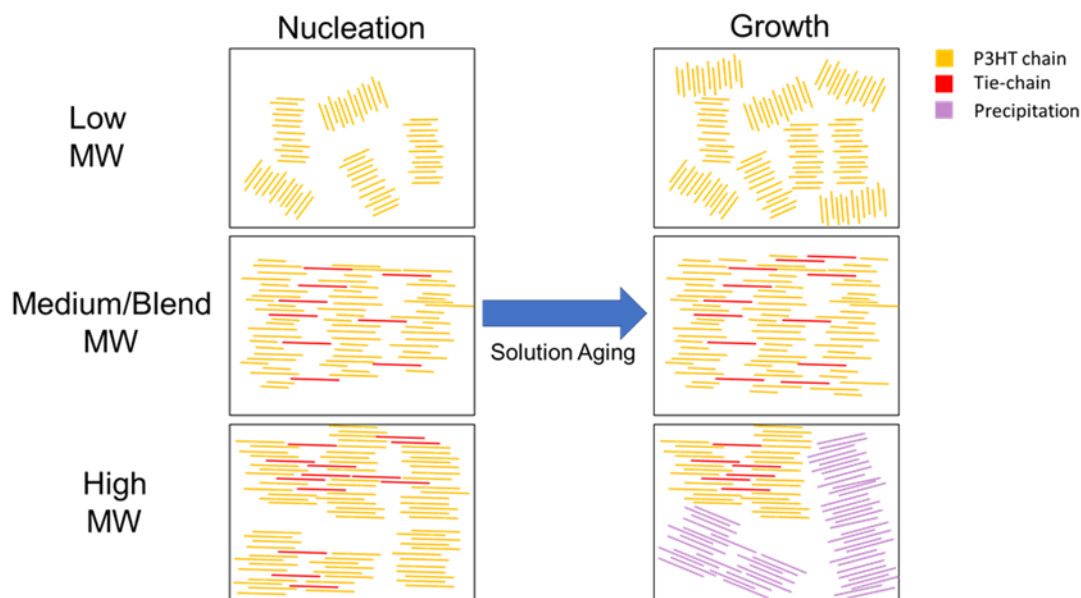 Nucleation
Growth
P3HT chain
Tie-chain
Precipitation
Low
MW
Medium/Blend
MW
Solution Aging
High
MW